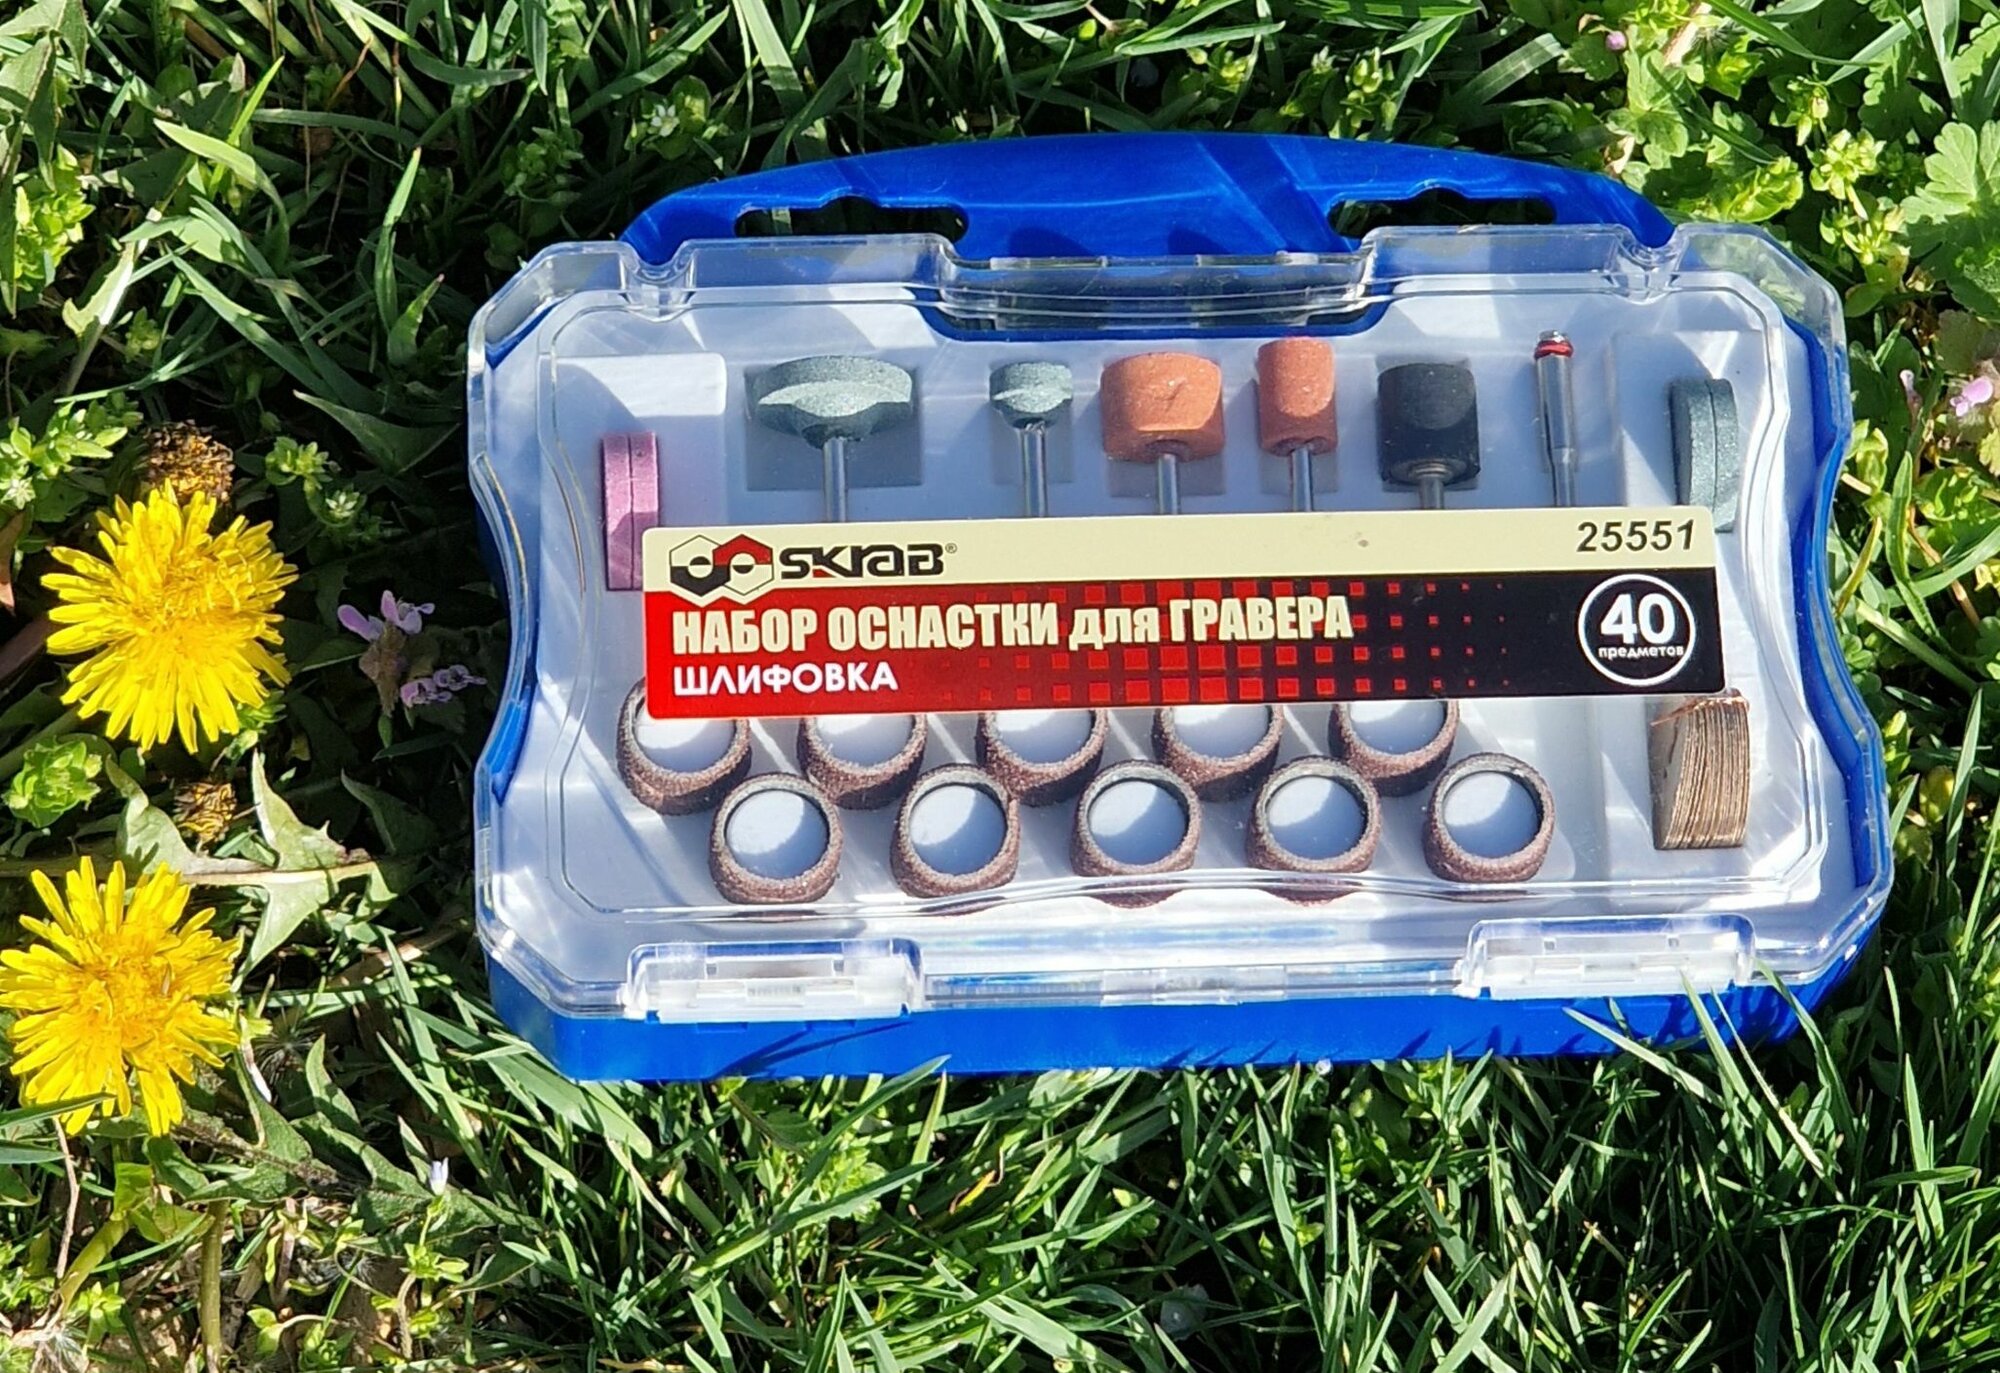 SKRAB®
25551
НАБОР ОСНАСТКИ для ГРАВЕРА
ШЛИФОВКА
40
предметов